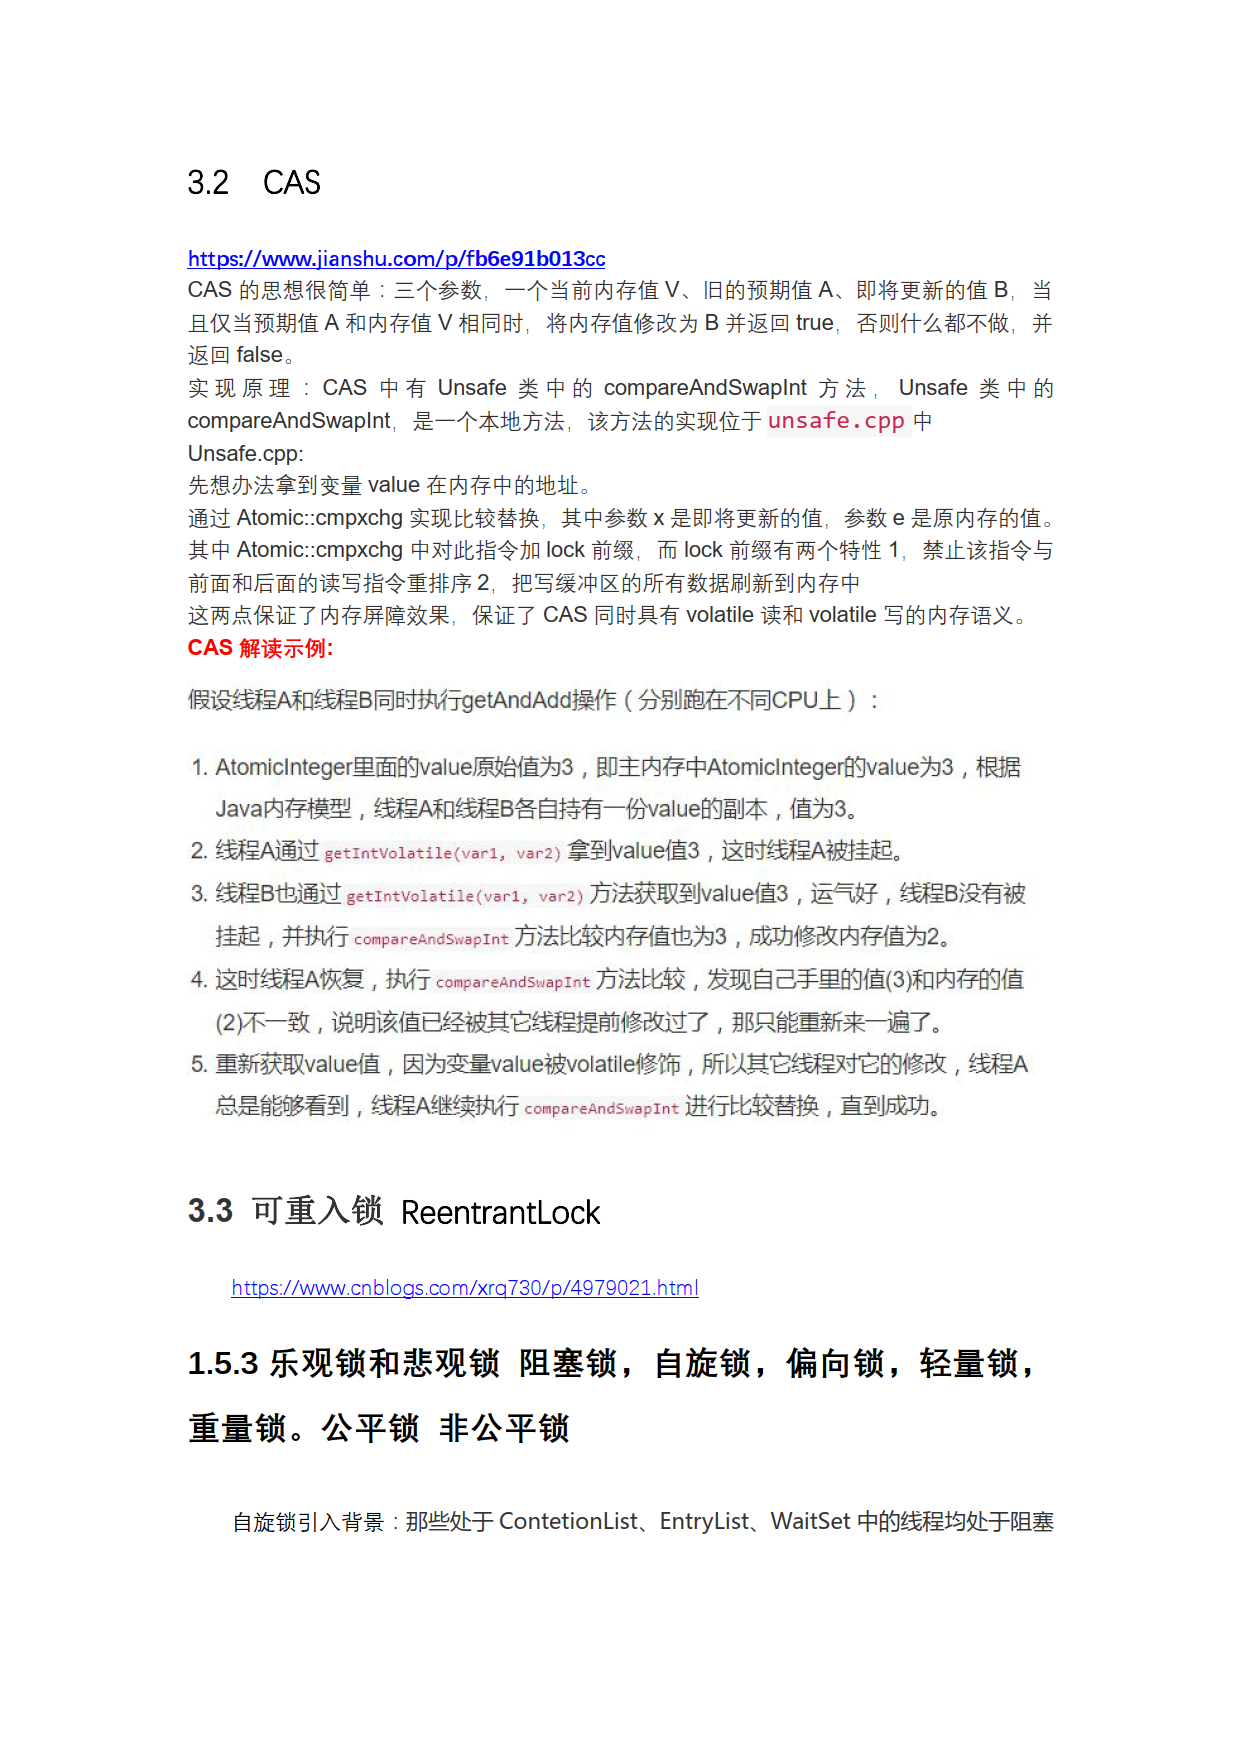 3.2 CAS
https://www.jianshu.com/p/fb6e91b013cc
CAS 的思想很简单：三个参数，一个当前内存值 V、旧的预期值 A、即将更新的值 B，当
且仅当预期值 A 和内存值 V 相同时，将内存值修改为 B 并返回 true，否则什么都不做，并
返回 false。
实现原理：CAS 中有 Unsafe 类中的 compareAndSwapInt 方法，Unsafe 类中的
compareAndSwapInt，是一个本地方法，该方法的实现位于 unsafe.cpp 中
Unsafe.cpp:
先想办法拿到变量 value 在内存中的地址。
通过 Atomic::cmpxchg 实现比较替换，其中参数 x 是即将更新的值，参数 e 是原内存的值。
其中 Atomic::cmpxchg 中对此指令加 lock 前缀，而 lock 前缀有两个特性 1，禁止该指令与
前面和后面的读写指令重排序 2，把写缓冲区的所有数据刷新到内存中
这两点保证了内存屏障效果，保证了 CAS 同时具有 volatile 读和 volatile 写的内存语义。
CAS 解读示例:
假设线程A和线程B同时执行getAndAdd操作（分别跑在不同CPU上）：
1. AtomicInteger里面的value原始值为3，即主内存中AtomicInteger的value为3，根据
Java内存模型，线程A和线程B各自持有一份value的副本，值为3。
2. 线程A通过 getIntVolatile(var1, var2) 拿到value值3，这时线程A被挂起。
3. 线程B也通过 getIntVolatile(var1, var2) 方法获取到value值3，运气好，线程B没有被
挂起，并执行 compareAndSwapInt 方法比较内存值也为3，成功修改内存值为2。
4. 这时线程A恢复，执行 compareAndSwapInt 方法比较，发现自己手里的值(3)和内存的值
(2)不一致，说明该值已经被其它线程提前修改过了，那只能重新来一遍了。
5. 重新获取value值，因为变量value被volatile修饰，所以其它线程对它的修改，线程A
总是能够看到，线程A继续执行 compareAndSwapInt 进行比较替换，直到成功。
3.3 可重入锁 ReentrantLock
https://www.cnblogs.com/xrq730/p/4979021.html
1.5.3 乐观锁和悲观锁 阻塞锁，自旋锁，偏向锁，轻量锁，
重量锁。公平锁 非公平锁
自旋锁引入背景：那些处于 ContetionList、EntryList、WaitSet 中的线程均处于阻塞